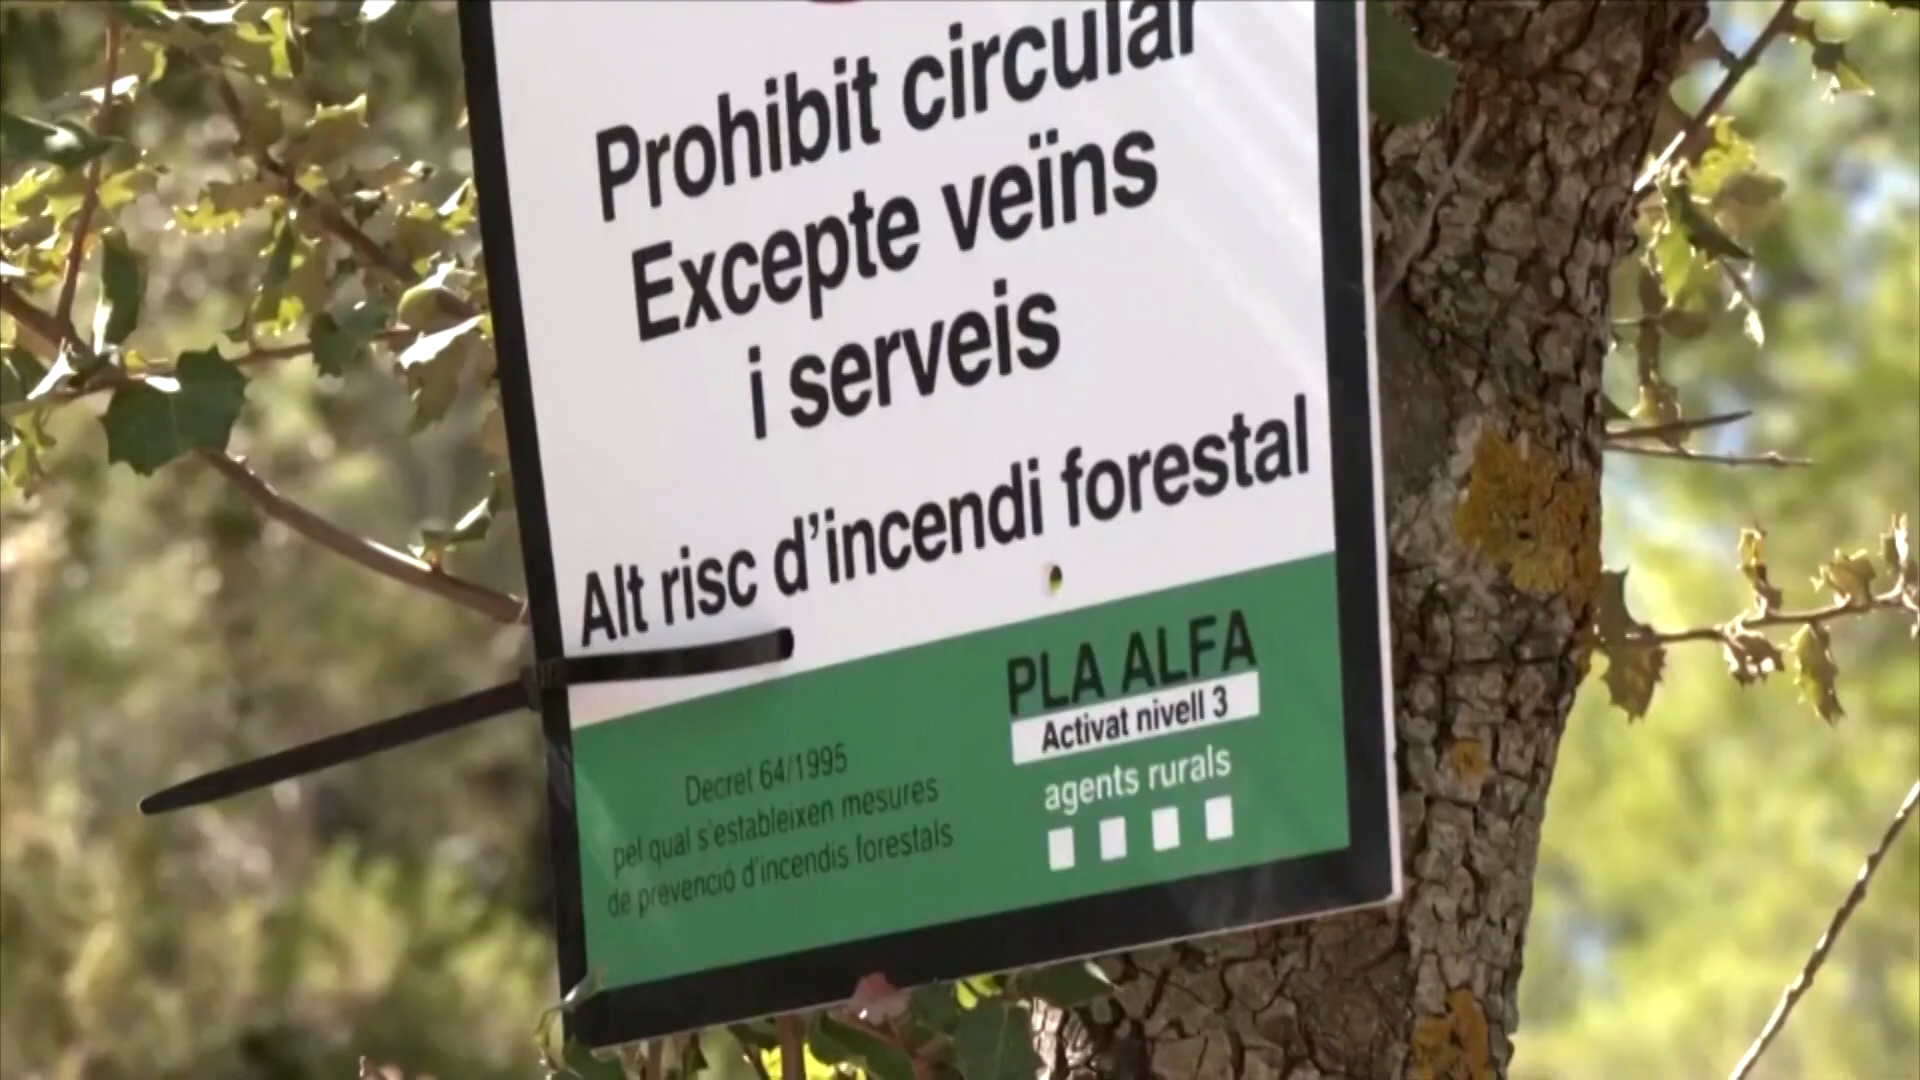 Prohibit circular
Excepte veïns
i serveis
Alt risc d'incendi forestal
PLA ALFA
Activat nivell 3
agents rurals
Decret 64/1995
pel qual s'estableixen mesures
de prevenció d'incendis forestals